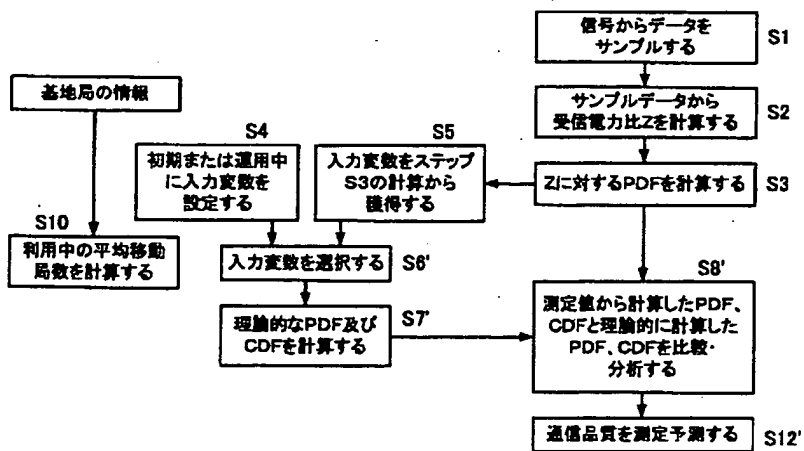 信号からデータを
サンプルする
S1
基地局の情報
サンプルデータから
受信電力比Zを計算する
S2
S4
初期または運用中
に入力変数を
設定する
S5
入力変数をステップ
S3の計算から
獲得する
Zに対するPDFを計算する
S3
S10
利用中の平均移動
局数を計算する
入力変数を選択する
S6'
理論的なPDF及び
CDFを計算する
S7'
S8'
測定値から計算したPDF、
CDFと理論的に計算した
PDF、CDFを比較・
分析する
通信品質を測定予測する
S12'